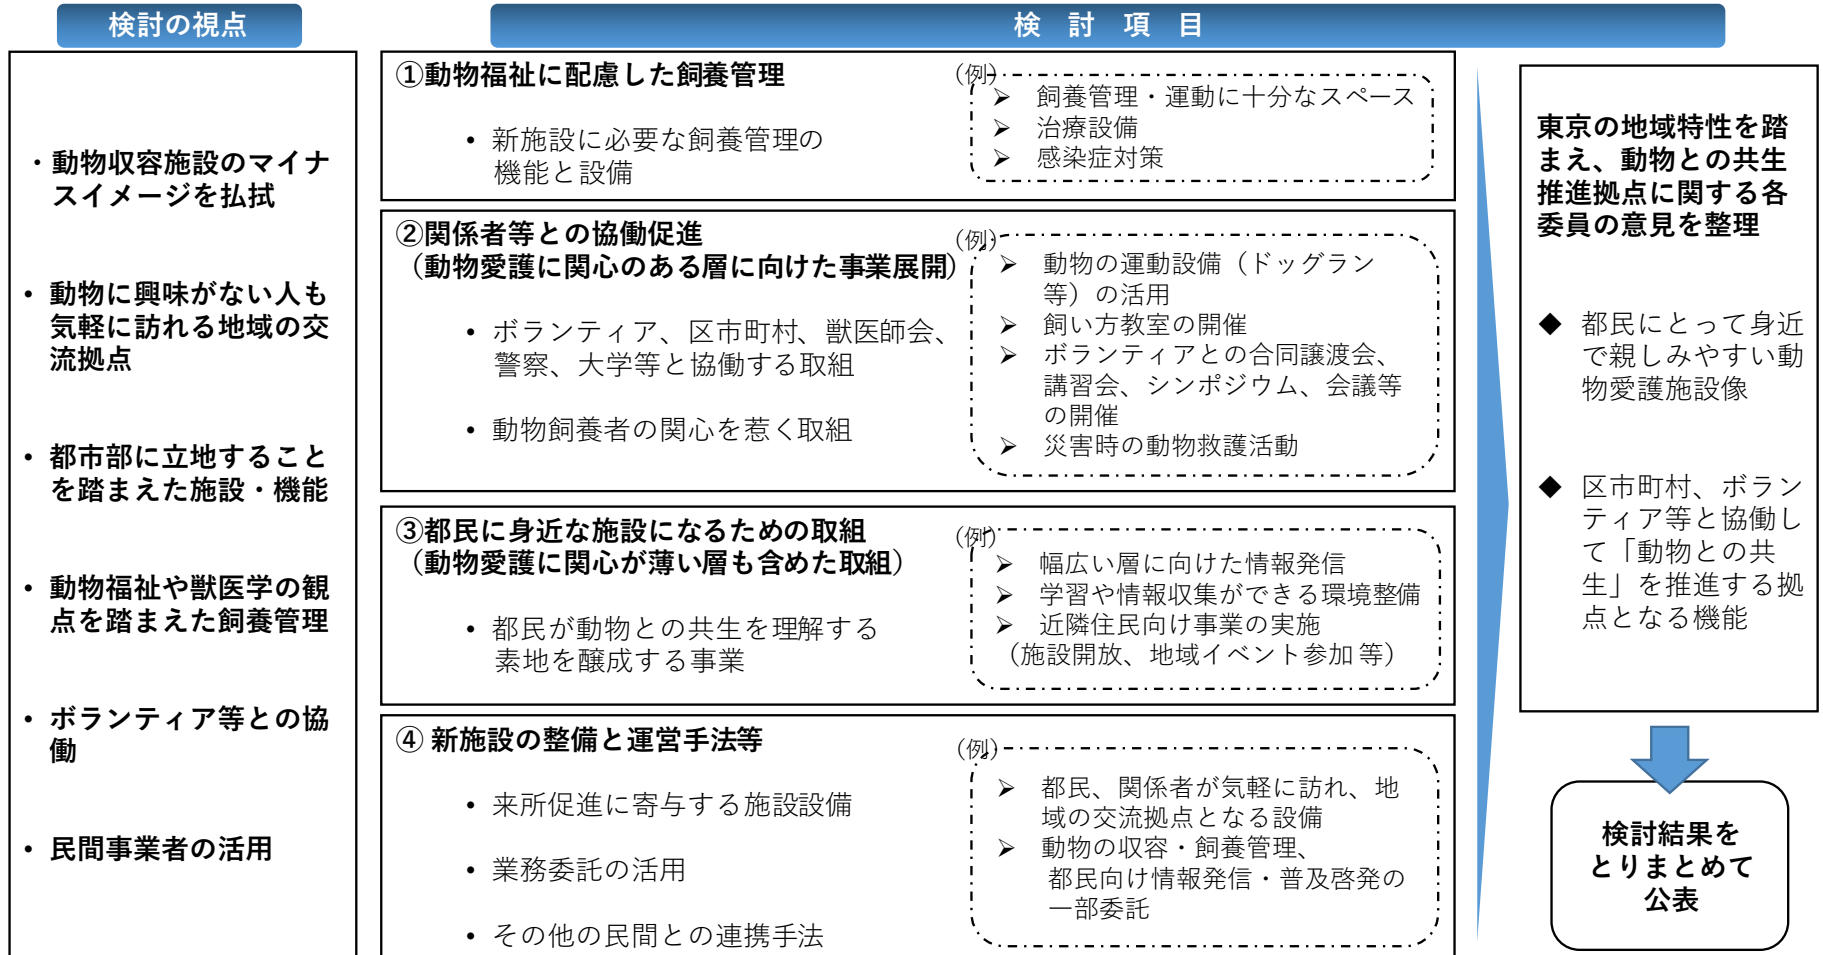 検討の視点
・動物収容施設のマイナ
スイメージを払拭
• 動物に興味がない人も
気軽に訪れる地域の交
流拠点
• 都市部に立地すること
を踏まえた施設・機能
• 動物福祉や獣医学の観
点を踏まえた飼養管理
• ボランティア等との協
働
• 民間事業者の活用
検 討 項 目
①動物福祉に配慮した飼養管理
• 新施設に必要な飼養管理の
機能と設備
（例）
➢ 飼養管理・運動に十分なスペース
➢ 治療設備
➢ 感染症対策
②関係者等との協働促進
（動物愛護に関心のある層に向けた事業展開）
• ボランティア、区市町村、獣医師会、
警察、大学等と協働する取組
• 動物飼養者の関心を惹く取組
（例）
➢ 動物の運動設備（ドッグラン
等）の活用
➢ 飼い方教室の開催
➢ ボランティアとの合同譲渡会、
講習会、シンポジウム、会議等
の開催
➢ 災害時の動物救護活動
③都民に身近な施設になるための取組
（動物愛護に関心が薄い層も含めた取組）
• 都民が動物との共生を理解する
素地を醸成する事業
（例）
➢ 幅広い層に向けた情報発信
➢ 学習や情報収集ができる環境整備
➢ 近隣住民向け事業の実施
（施設開放、地域イベント参加 等）
④ 新施設の整備と運営手法等
• 来所促進に寄与する施設設備
• 業務委託の活用
• その他の民間との連携手法
（例）
➢ 都民、関係者が気軽に訪れ、地
域の交流拠点となる設備
➢ 動物の収容・飼養管理、
都民向け情報発信・普及啓発の
一部委託
東京の地域特性を踏
まえ、動物との共生
推進拠点に関する各
委員の意見を整理
◆ 都民にとって身近
で親しみやすい動
物愛護施設像
◆ 区市町村、ボラン
ティア等と協働し
て「動物との共
生」を推進する拠
点となる機能
検討結果を
とりまとめて
公表